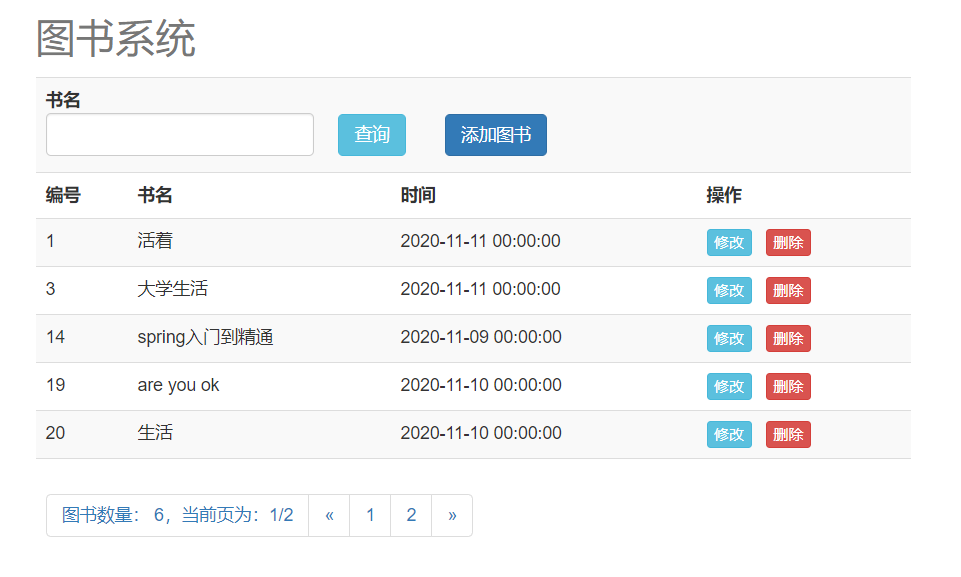 图书系统
书名
查询 添加图书
编号 书名 时间 操作
1 活着 2020-11-11 00:00:00 修改 删除
3 大学生活 2020-11-11 00:00:00 修改 删除
14 spring入门到精通 2020-11-09 00:00:00 修改 删除
19 are you ok 2020-11-10 00:00:00 修改 删除
20 生活 2020-11-10 00:00:00 修改 删除
图书数量： 6，当前页为：1/2 « 1 2 »